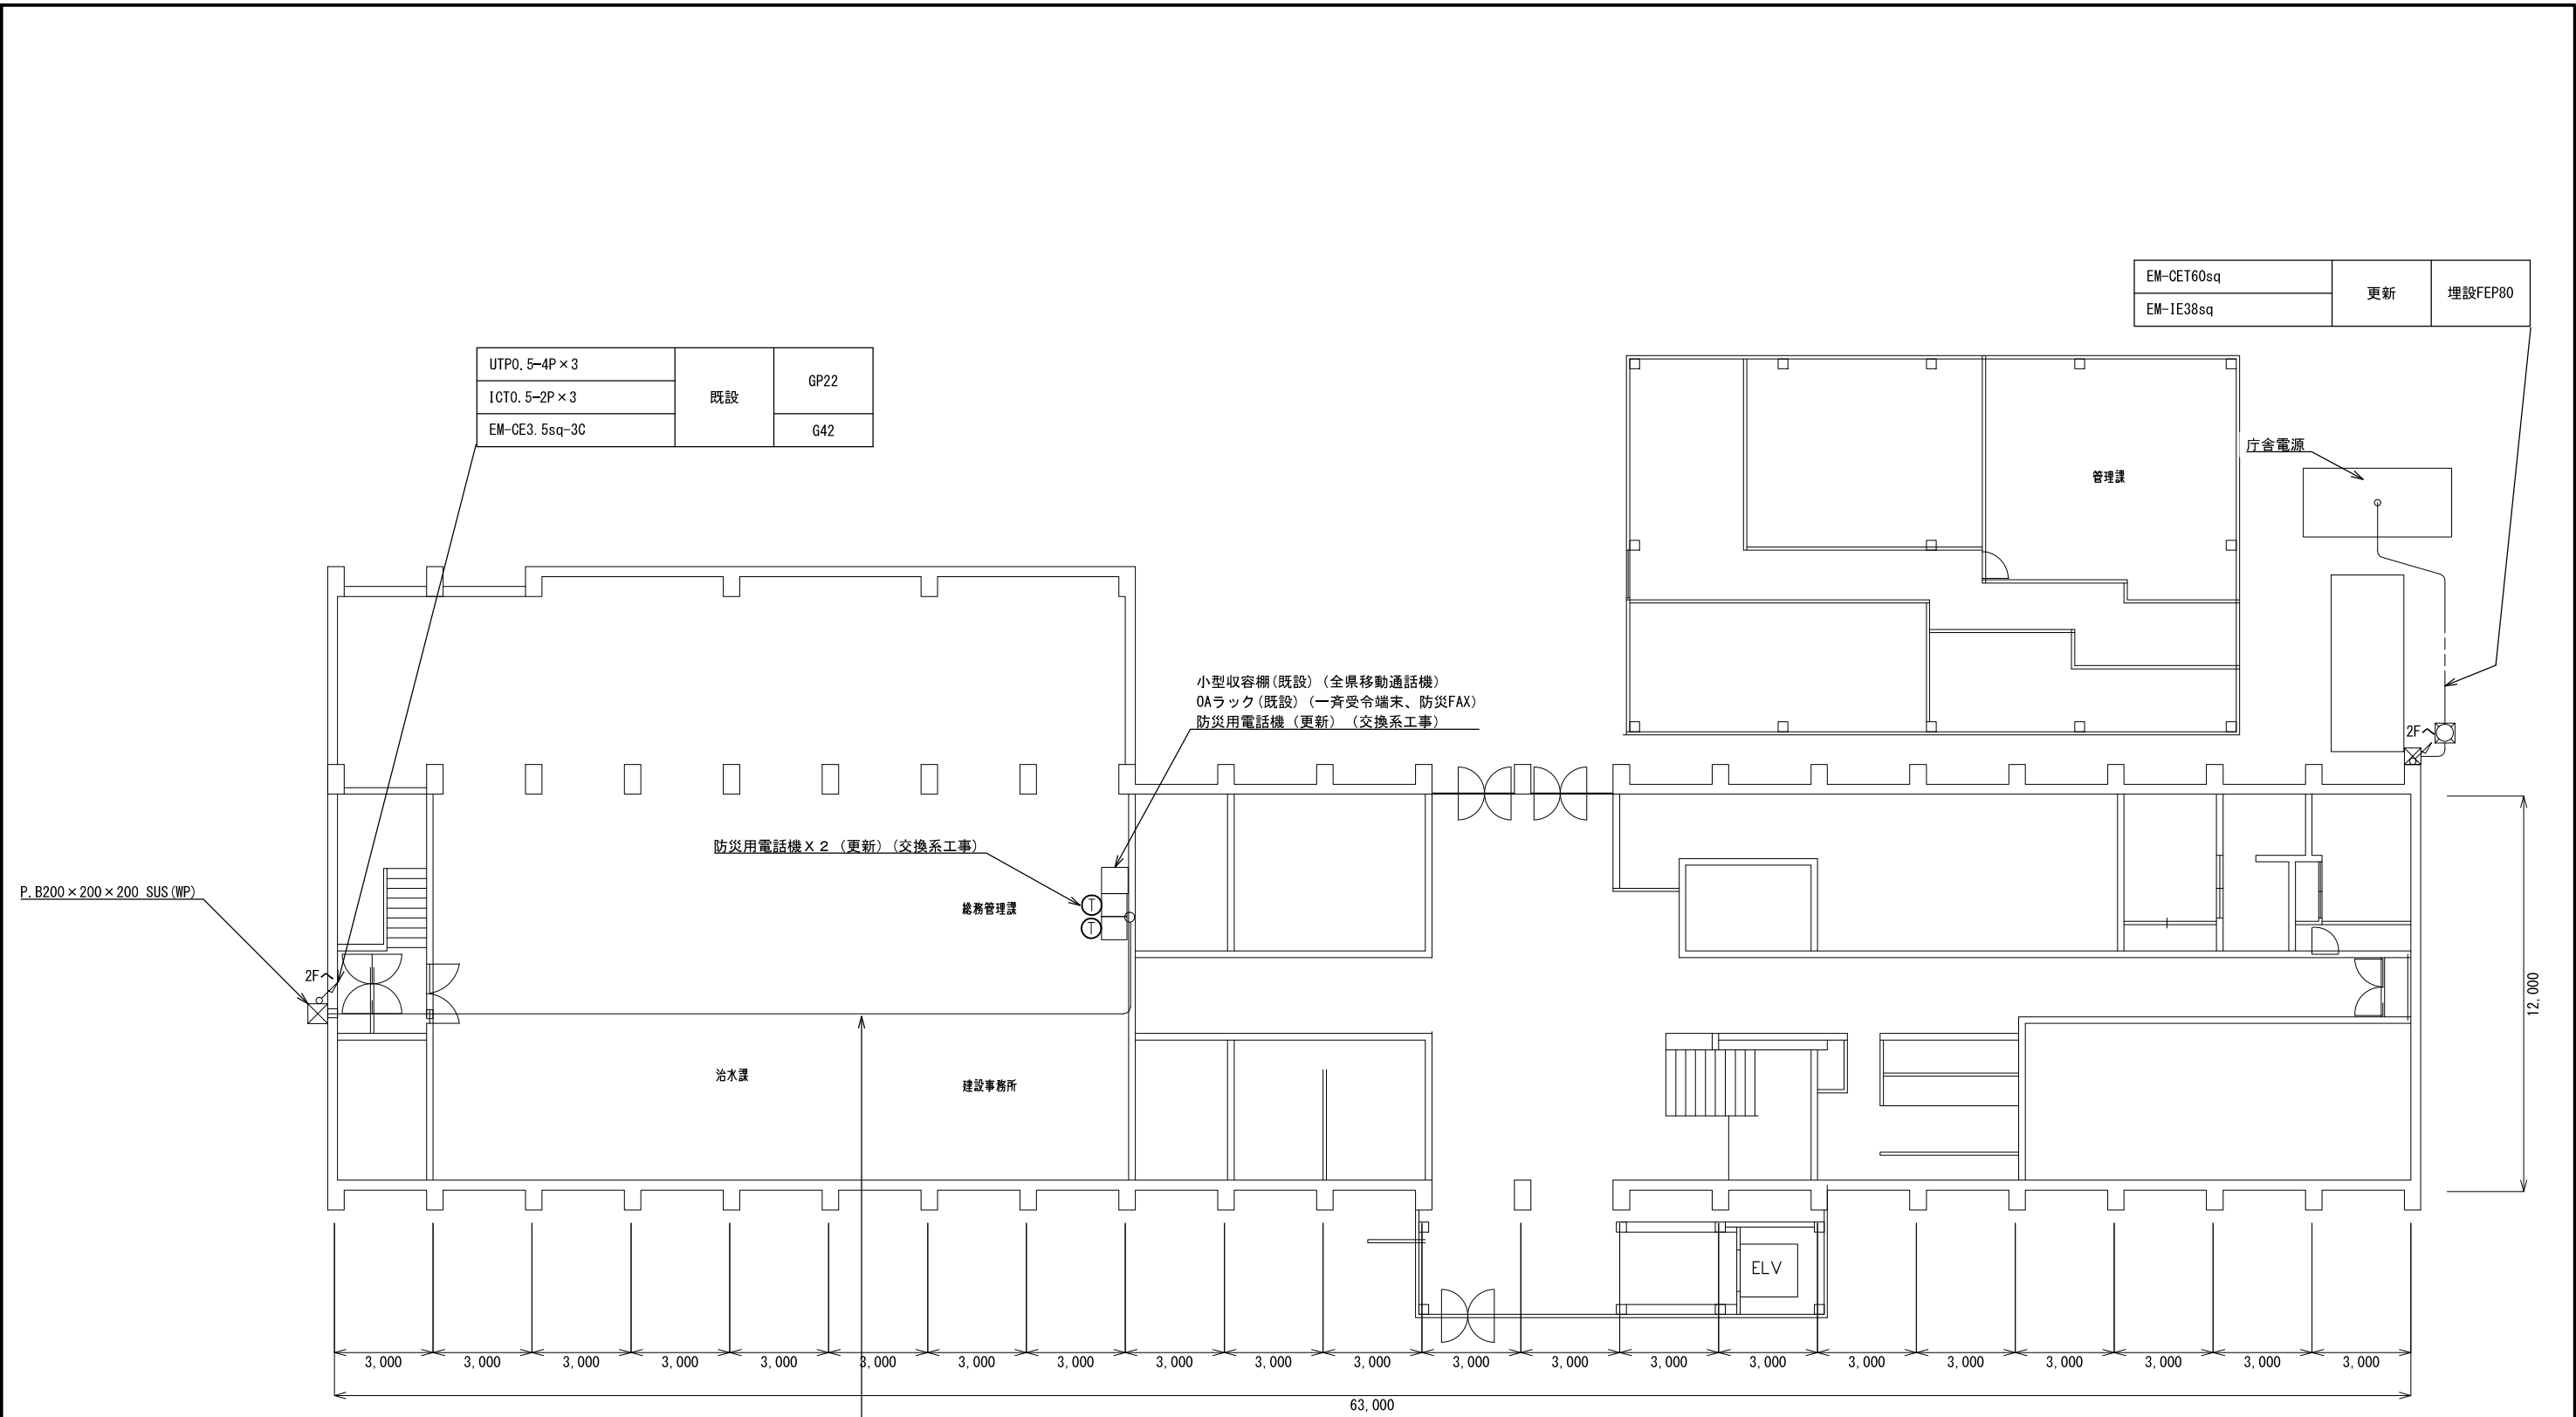 EM-CET60sq
EM-IE38sq
更新
埋設FEP80
UTP0.5-4P×3
ICT0.5-2P×3
EM-CE3.5sq-3C
既設
GP22
G42
庁舎電源
管理課
小型収容棚(既設)(全県移動通話機)
OAラック(既設)(一斉受令端末、防災FAX)
防災用電話機(更新)(交換系工事)
2Fへ
防災用電話機X2(更新)(交換系工事)
P.B200×200×200 SUS(WP)
総務管理課
T
T
2Fへ
12,000
治水課
建設事務所
ELV
3,000 3,000 3,000 3,000 3,000 3,000 3,000 3,000 3,000 3,000 3,000 3,000 3,000 3,000 3,000 3,000 3,000 3,000 3,000 3,000 3,000
63,000